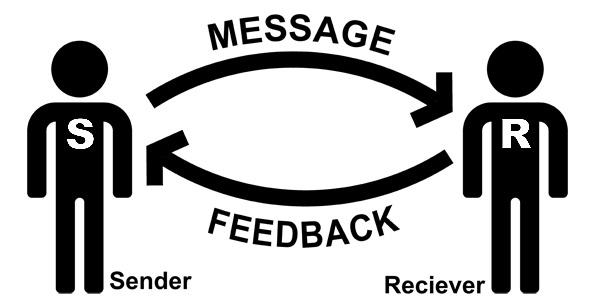 MESSAGE
S
R
FEEDBACK
Sender
Reciever